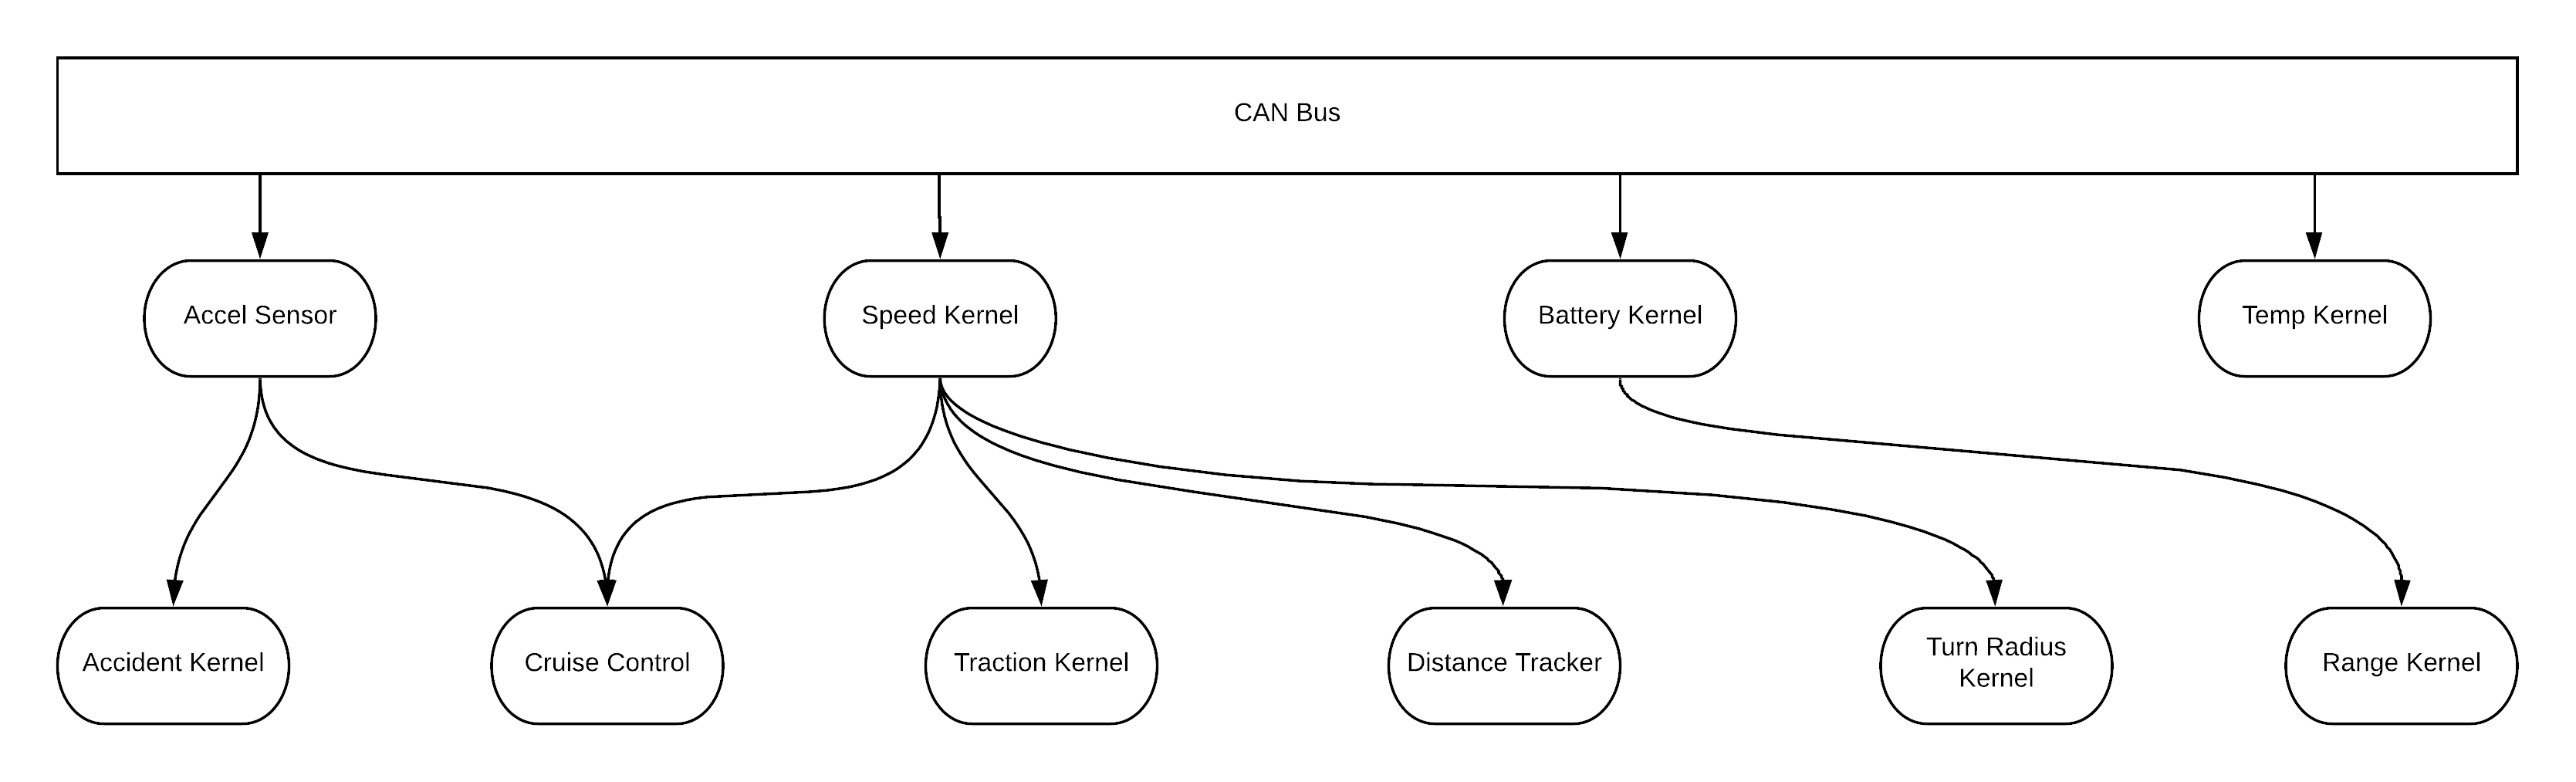 CAN Bus
Accel Sensor
Speed Kernel
Battery Kernel
Temp Kernel
Accident Kernel
Cruise Control
Traction Kernel
Distance Tracker
Turn Radius
Kernel
Range Kernel